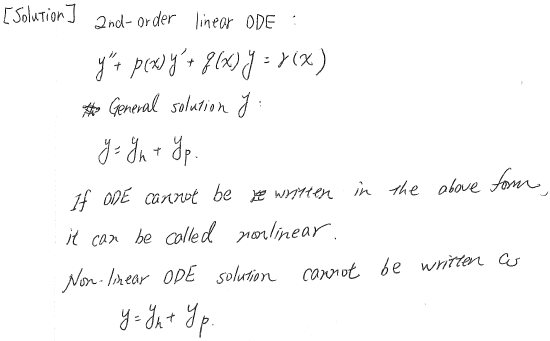 [Solution] 2nd-order linear ODE :
y″ + p(x)y′ + q(x)y = r(x)
General solution y :
y = yh + yp.
If ODE cannot be written in the above form,
it can be called nonlinear.
Non-linear ODE solution cannot be written as
y = yh + yp.